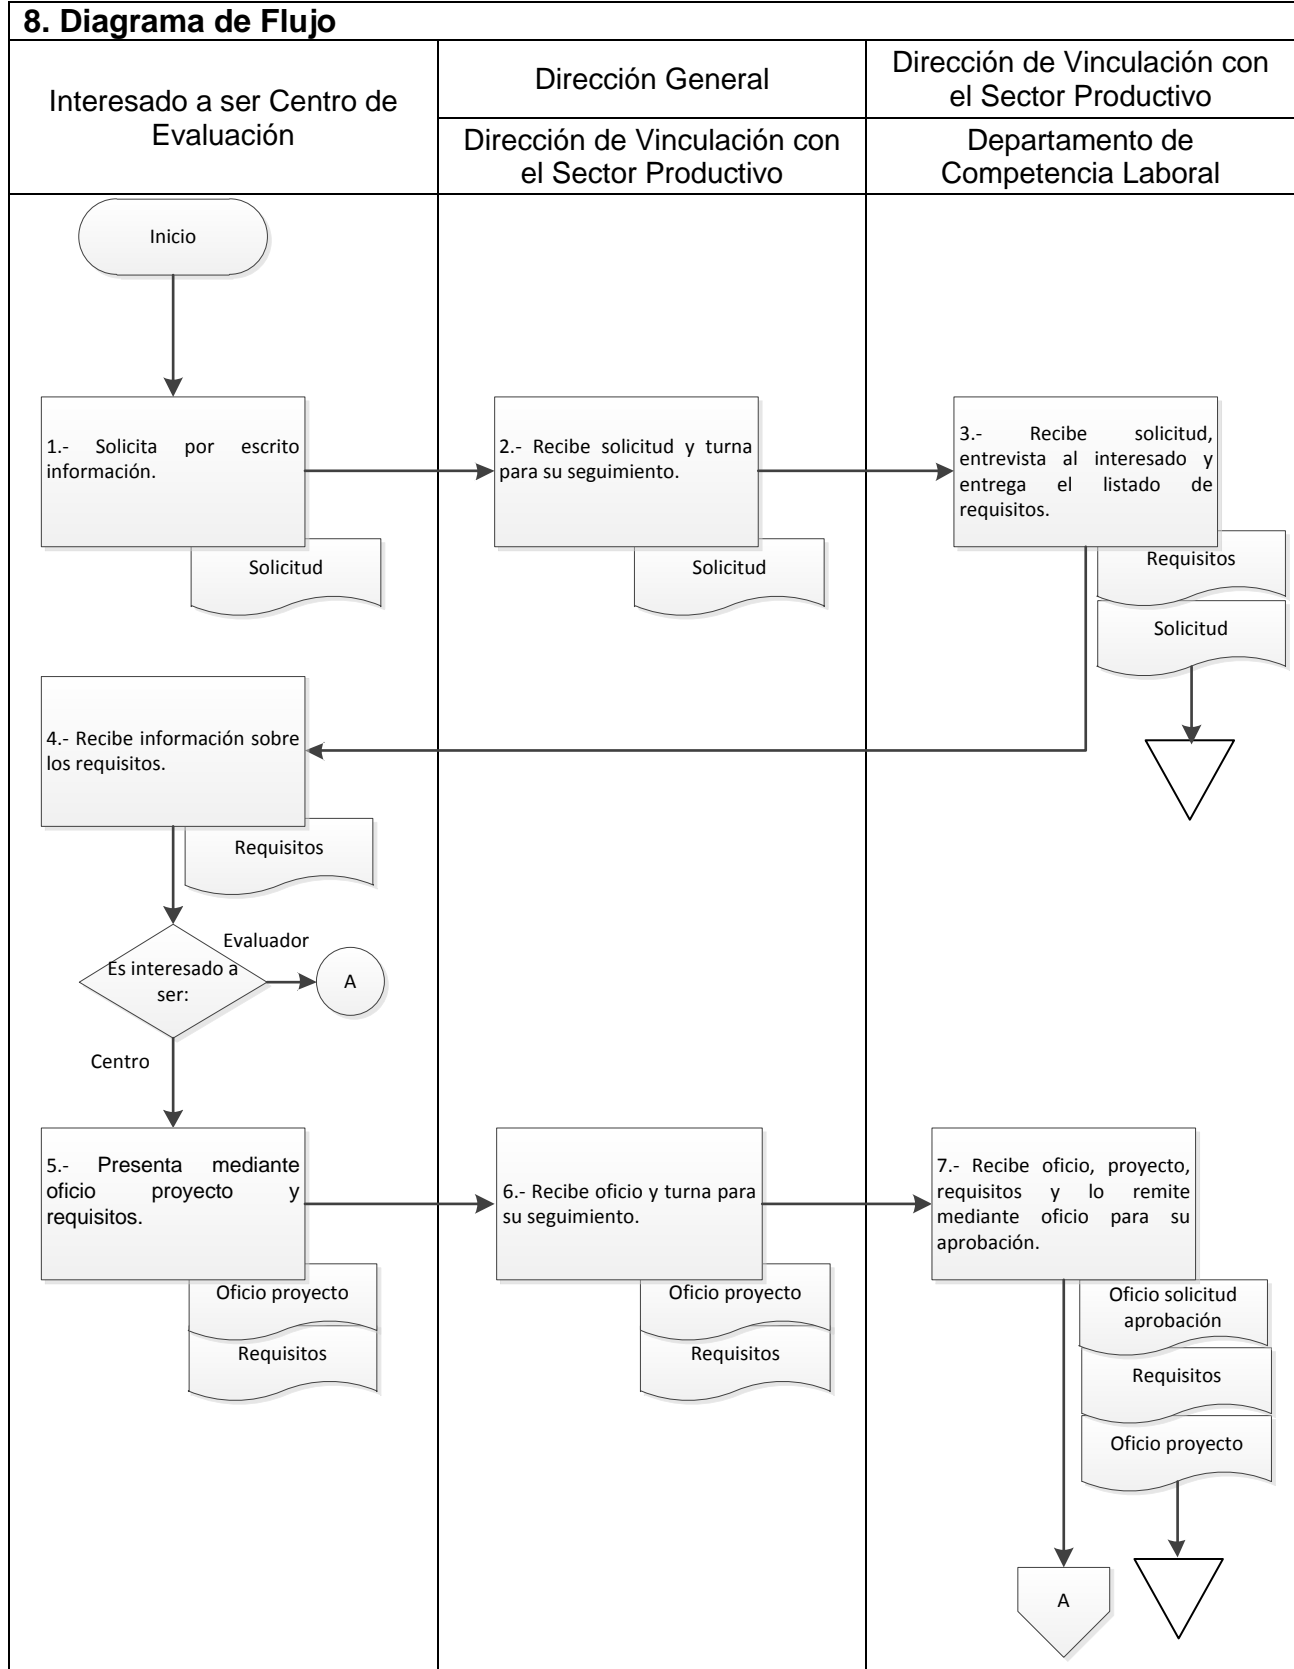 8. Diagrama de Flujo
Interesado a ser Centro de
Evaluación
Dirección General
Dirección de Vinculación con
el Sector Productivo
Dirección de Vinculación con
el Sector Productivo
Departamento de
Competencia Laboral
Inicio
1.- Solicita por escrito
información.
Solicitud
2.- Recibe solicitud y turna
para su seguimiento.
Solicitud
3.- Recibe solicitud,
entrevista al interesado y
entrega el listado de
requisitos.
Requisitos
Solicitud
4.- Recibe información sobre
los requisitos.
Requisitos
Es interesado a
ser:
Evaluador
A
Centro
5.- Presenta mediante
oficio proyecto y
requisitos.
Oficio proyecto
Requisitos
6.- Recibe oficio y turna para
su seguimiento.
Oficio proyecto
Requisitos
7.- Recibe oficio, proyecto,
requisitos y lo remite
mediante oficio para su
aprobación.
Oficio solicitud
aprobación
Requisitos
Oficio proyecto
A